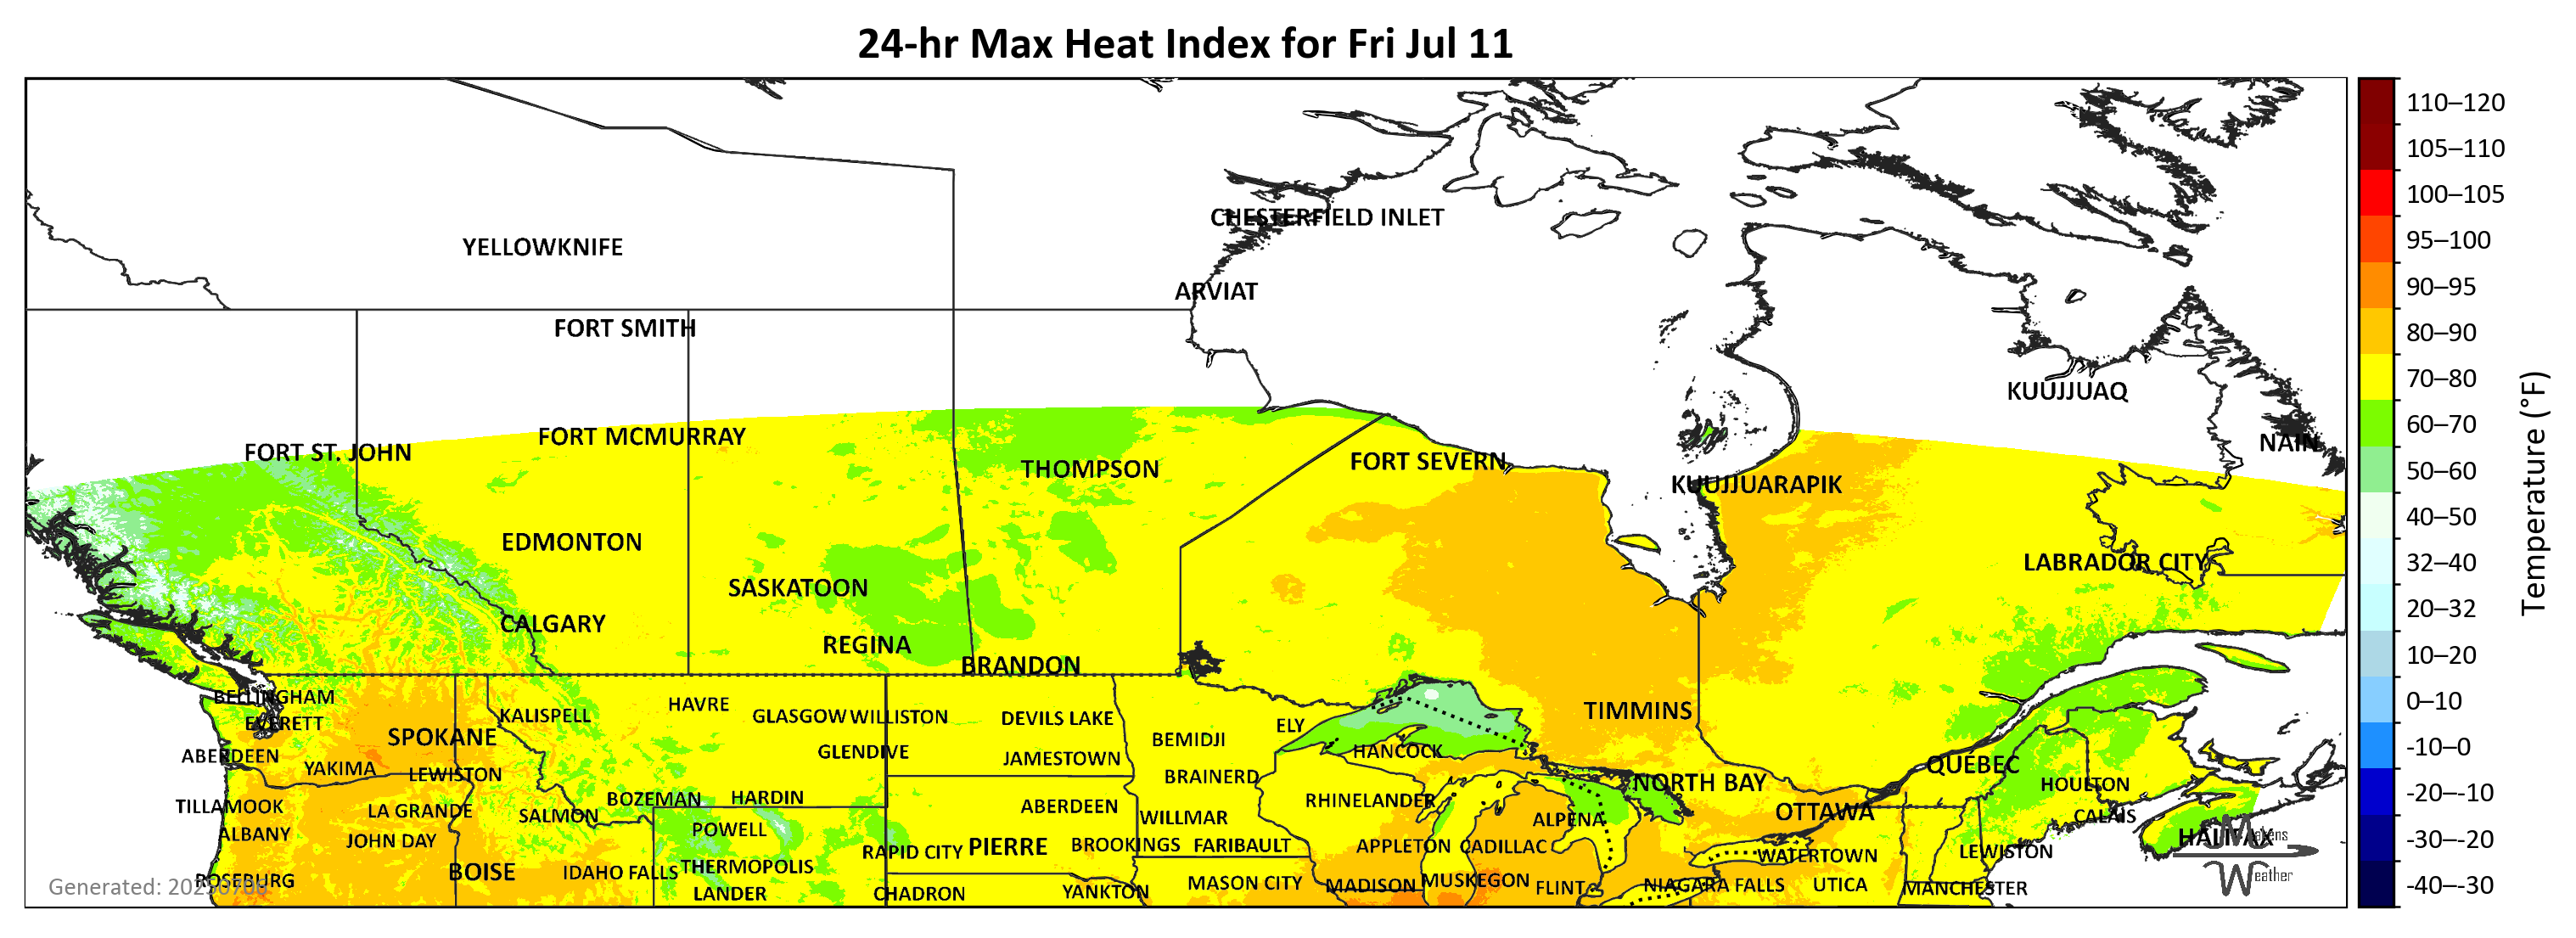 24-hr Max Heat Index for Fri Jul 11
110–120
105–110
CHESTERFIELD INLET
100–105
YELLOWKNIFE
95–100
ARVIAT
90–95
FORT SMITH
80–90
KUUJJUAQ
70–80
FORT MCMURRAY
NAIN
60–70
FORT ST. JOHN
THOMPSON
FORT SEVERN
50–60
KUUJJUARAPIK
40–50
EDMONTON
LABRADOR CITY
32–40
SASKATOON
20–32
CALGARY
REGINA
BRANDON
10–20
BELLINGHAM
HAVRE
0–10
EVERETT
KALISPELL
GLASGOW
WILLISTON
DEVILS LAKE
ELY
TIMMINS
SPOKANE
BEMIDJI
-10–0
ABERDEEN
GLENDIVE
JAMESTOWN
HANCOCK
QUÉBEC
YAKIMA
LEWISTON
BRAINERD
NORTH BAY
HOULTON
-20–-10
TILLAMOOK
LA GRANDE
BOZEMAN
HARDIN
ABERDEEN
RHINELANDER
SALMON
WILLMAR
ALPENA
OTTAWA
CALAIS
ALBANY
JOHN DAY
POWELL
HALIFAX
Makens
-30–-20
RAPID CITY
PIERRE
BROOKINGS
FARIBAULT
APPLETON
CADILLAC
WATERTOWN
LEWISTON
BOISE
IDAHO FALLS
THERMOPOLIS
Weather
ROSEBURG
MASON CITY
MADISON
MUSKEGON
FLINT
NIAGARA FALLS
UTICA
MANCHESTER
-40–-30
LANDER
CHADRON
YANKTON
Generated:
Temperature (°F)